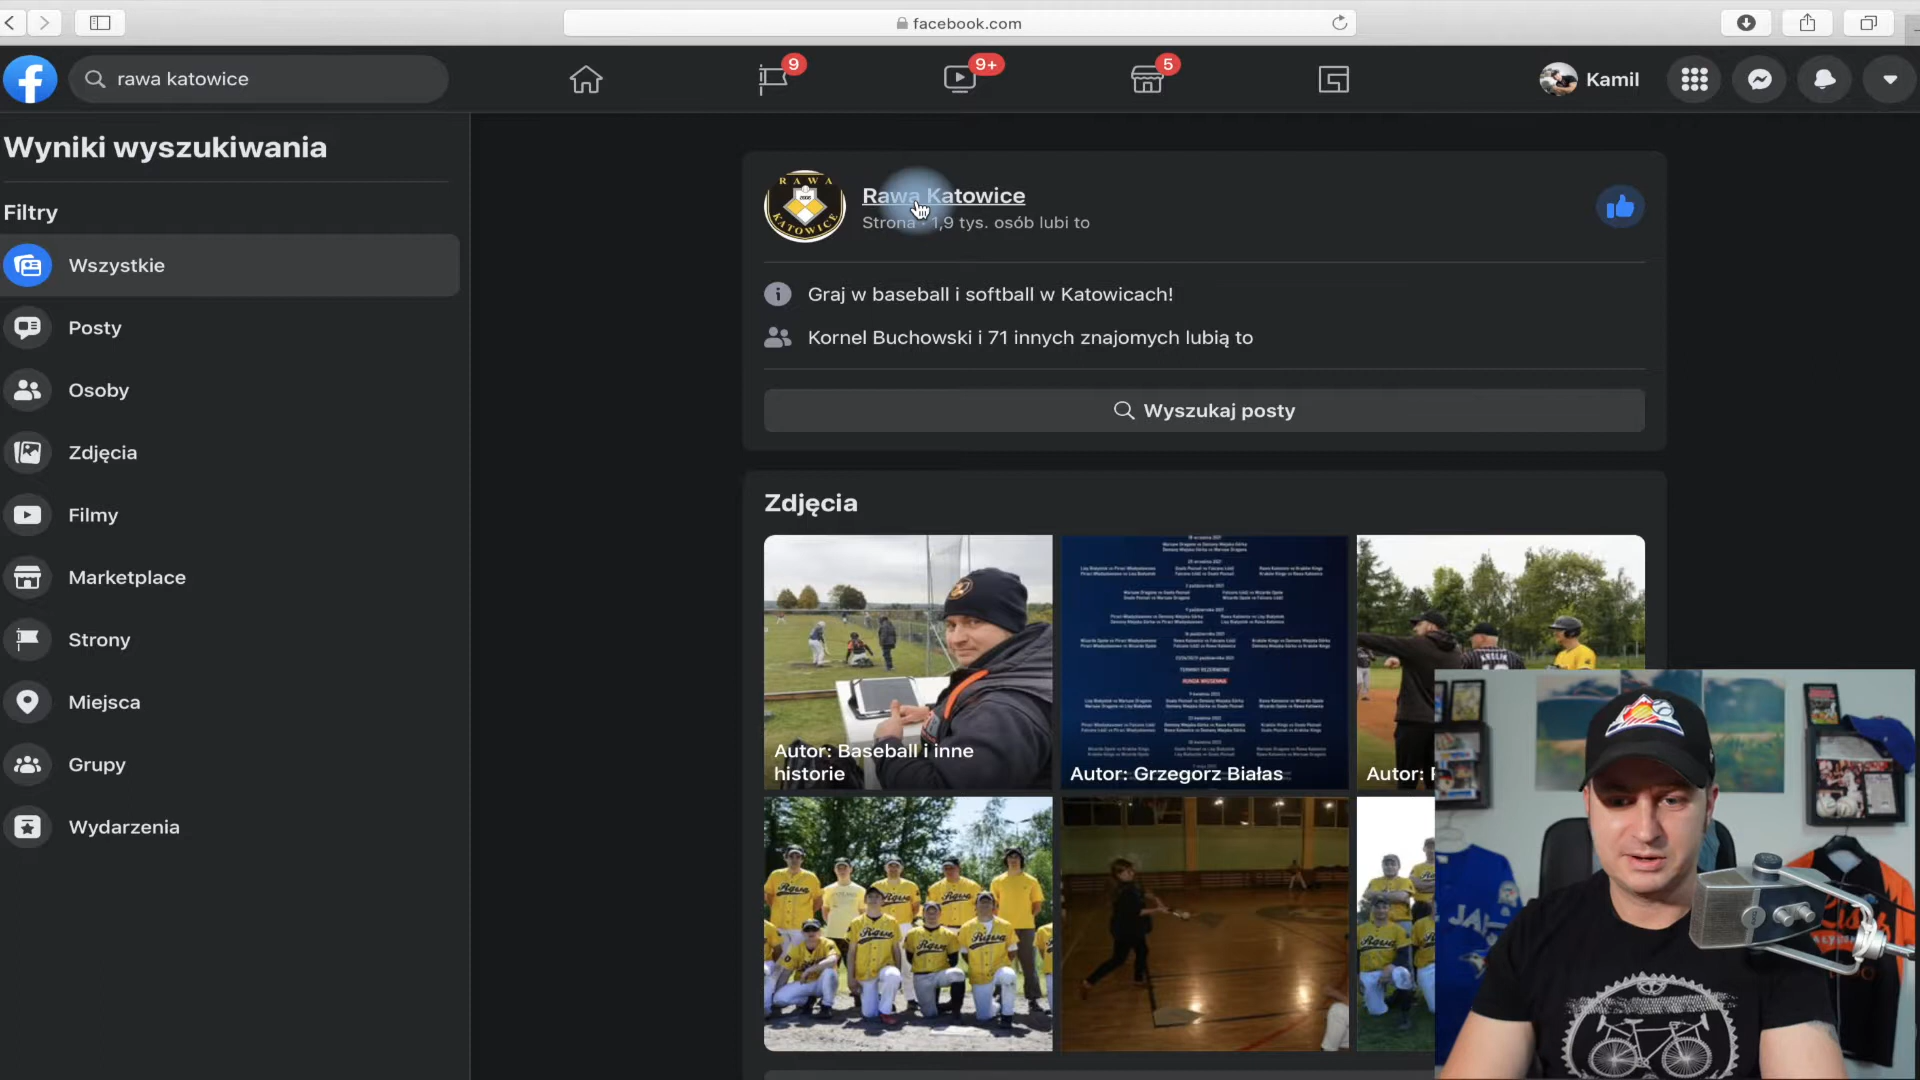 facebook.com
rawa katowice
9
9+
5
Kamil
Wyniki wyszukiwania
Filtry
Wszystkie
Posty
Osoby
Zdjęcia
Filmy
Marketplace
Strony
Miejsca
Grupy
Wydarzenia
RAWA
KATOWICE
Rawa Katowice
Strona · 1,9 tys. osób lubi to
Graj w baseball i softball w Katowicach!
Kornel Buchowski i 71 innych znajomych lubią to
Wyszukaj posty
Zdjęcia
Autor: Baseball i inne
historie
Autor: Grzegorz Białas
Autor: